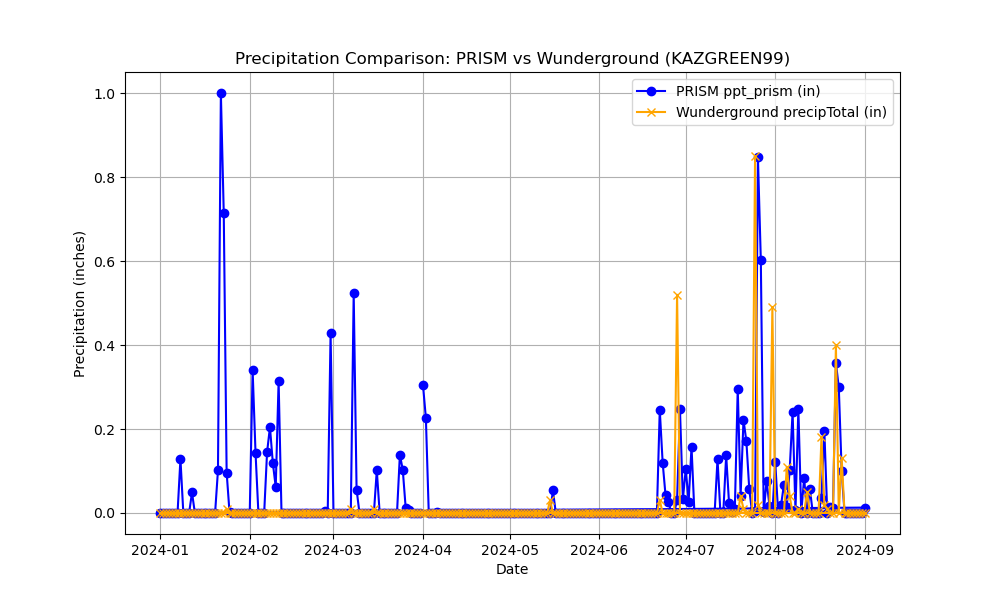 Precipitation Comparison: PRISM vs Wunderground (KAZGREEN99)
PRISM ppt_prism (in)
Wunderground precipTotal (in)
Precipitation (inches)
1.0
0.8
0.6
0.4
0.2
0.0
2024-01 2024-02 2024-03 2024-04 2024-05 2024-06 2024-07 2024-08 2024-09
Date